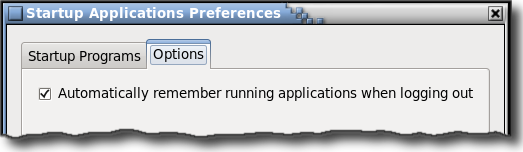 Startup Applications Preferences
Startup Programs Options
Automatically remember running applications when logging out